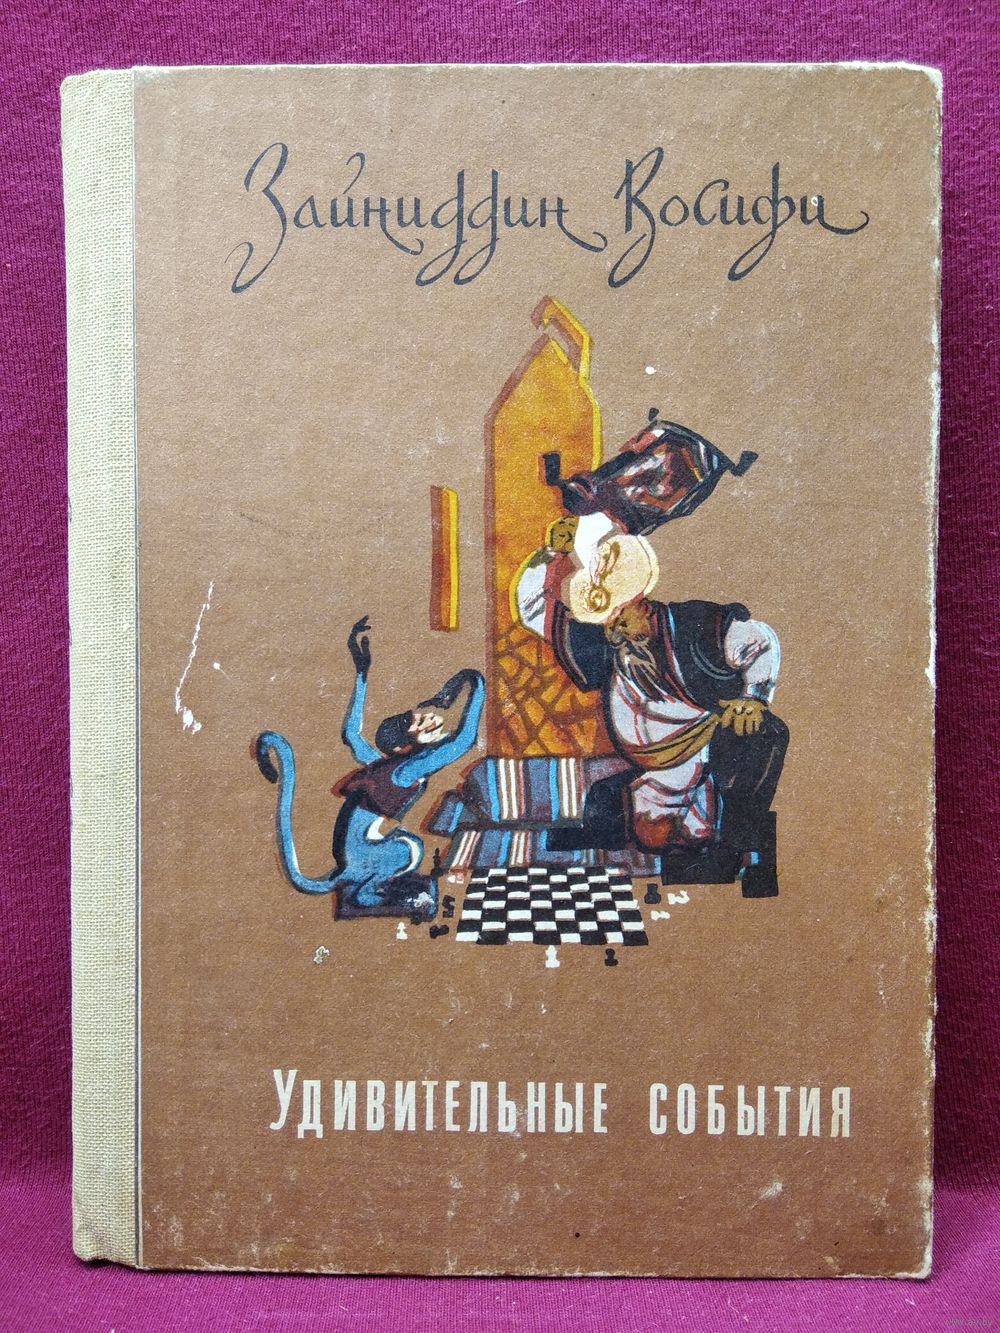 Зайниддин Восифи
Удивительные события